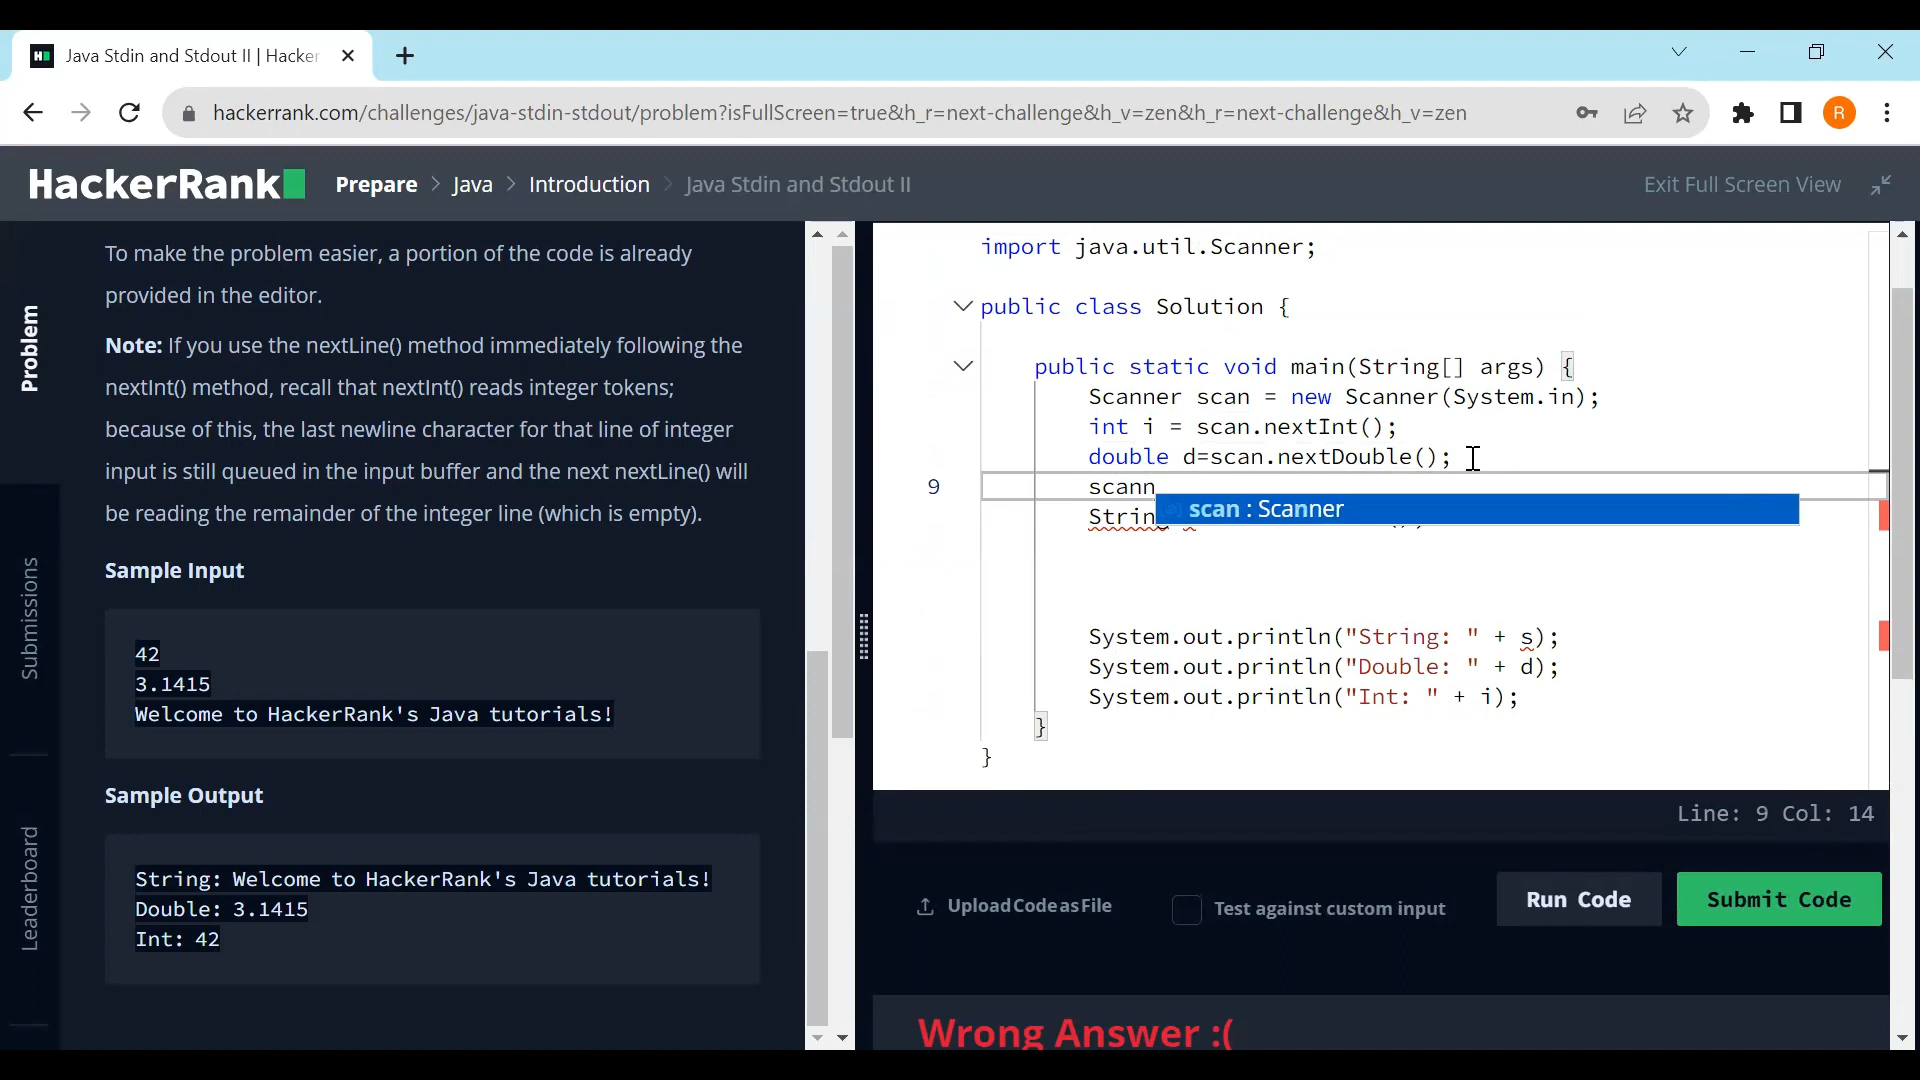 Java Stdin and Stdout II | Hacker
hackerrank.com/challenges/java-stdin-stdout/problem?isFullScreen=true&h_r=next-challenge&h_v=zen&h_r=next-challenge&h_v=zen
R
HackerRank
Prepare > Java > Introduction > Java Stdin and Stdout II
Exit Full Screen View
Problem
Submissions
Leaderboard
To make the problem easier, a portion of the code is already
provided in the editor.
Note: If you use the nextLine() method immediately following the
nextInt() method, recall that nextInt() reads integer tokens;
because of this, the last newline character for that line of integer
input is still queued in the input buffer and the next nextLine() will
be reading the remainder of the integer line (which is empty).
Sample Input
42
3.1415
Welcome to HackerRank's Java tutorials!
Sample Output
String: Welcome to HackerRank's Java tutorials!
Double: 3.1415
Int: 42
import java.util.Scanner;
public class Solution {
public static void main(String[] args) {
Scanner scan = new Scanner(System.in);
int i = scan.nextInt();
double d=scan.nextDouble();
9
scann
scan : Scanner
String
System.out.println("String: " + s);
System.out.println("Double: " + d);
System.out.println("Int: " + i);
}
}
Line: 9 Col: 14
Upload Code as File
Test against custom input
Run Code
Submit Code
Wrong Answer :(